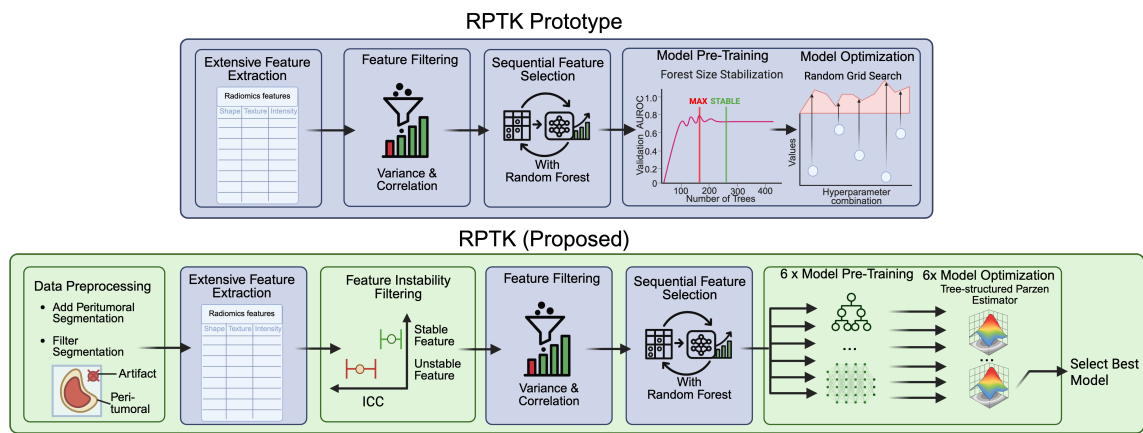 RPTK Prototype
Extensive Feature
Extraction
Radiomics features
Shape Texture Intensity
Feature Filtering
Variance &
Correlation
Sequential Feature
Selection
With
Random Forest
Model Pre-Training
Forest Size Stabilization
MAX STABLE
Validation AUROC
1.0
0.8
0.6
0.4
0.2
0
100 200 300 400
Number of Trees
Model Optimization
Random Grid Search
Values
Hyperparameter
combination
RPTK (Proposed)
Data Preprocessing
• Add Peritumoral
Segmentation
• Filter
Segmentation
Artifact
Peri-
tumoral
Extensive Feature
Extraction
Radiomics features
Shape Texture Intensity
Feature Instability
Filtering
Stable
Feature
Unstable
Feature
ICC
Feature Filtering
Variance &
Correlation
Sequential Feature
Selection
With
Random Forest
6 x Model Pre-Training
...
6x Model Optimization
Tree-structured Parzen
Estimator
...
Select Best
Model